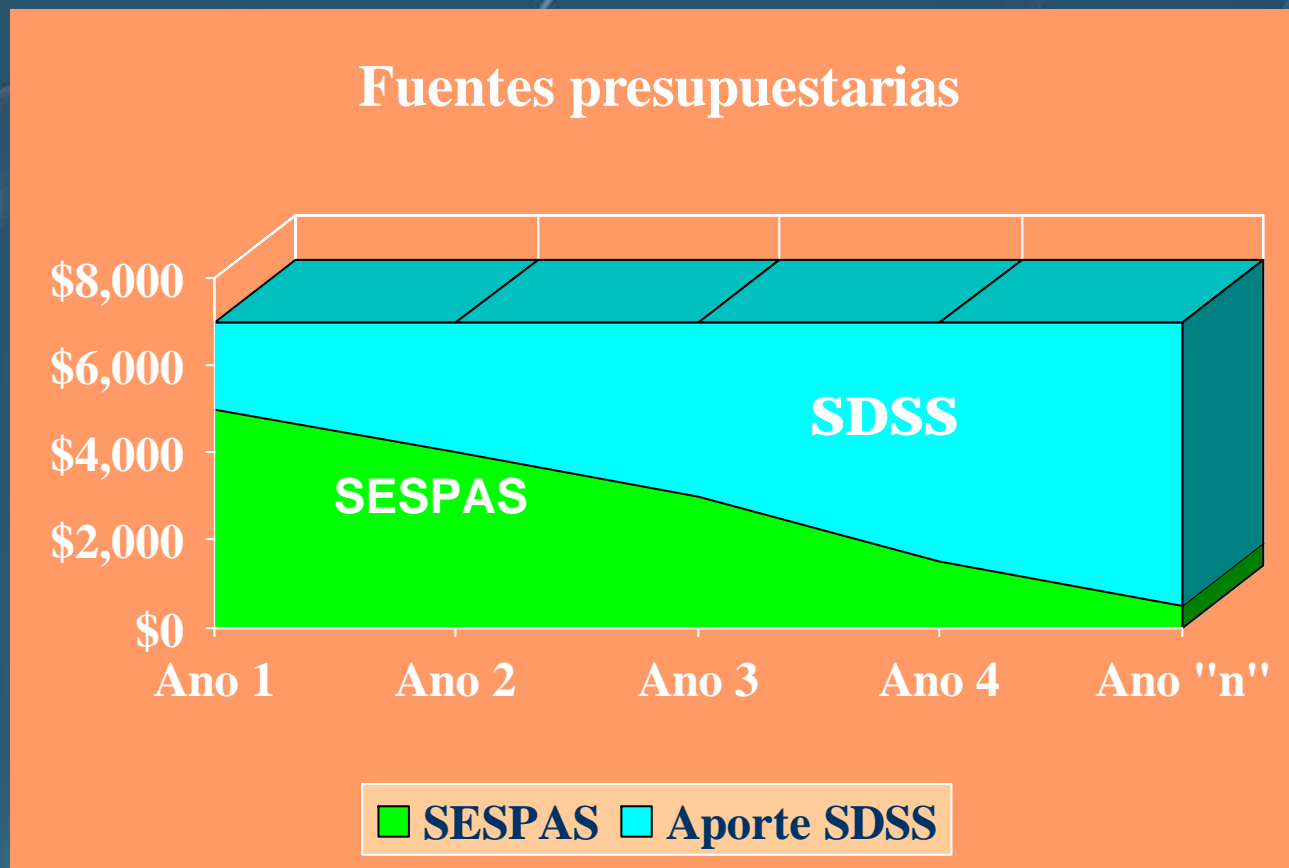 Fuentes presupuestarias
$8,000
$6,000
$4,000
$2,000
$0
SDSS
SESPAS
Ano 1 Ano 2 Ano 3 Ano 4 Ano "n"
SESPAS Aporte SDSS